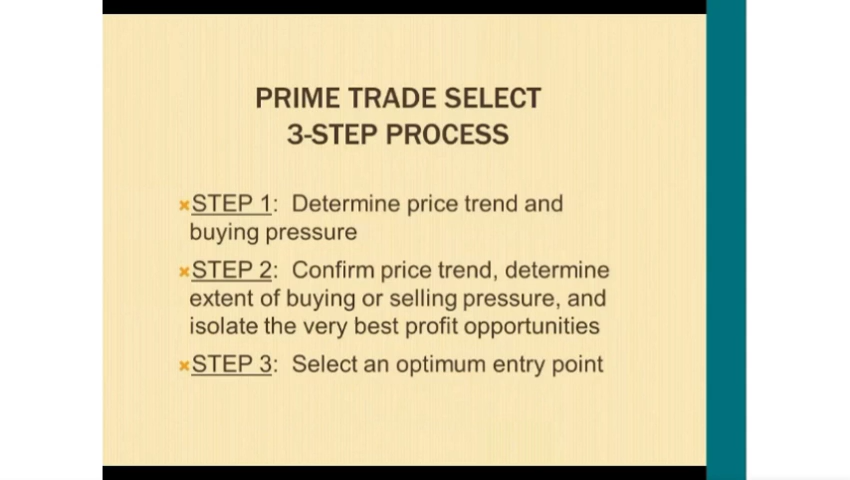 PRIME TRADE SELECT
3-STEP PROCESS
STEP 1: Determine price trend and
buying pressure
STEP 2: Confirm price trend, determine
extent of buying or selling pressure, and
isolate the very best profit opportunities
STEP 3: Select an optimum entry point